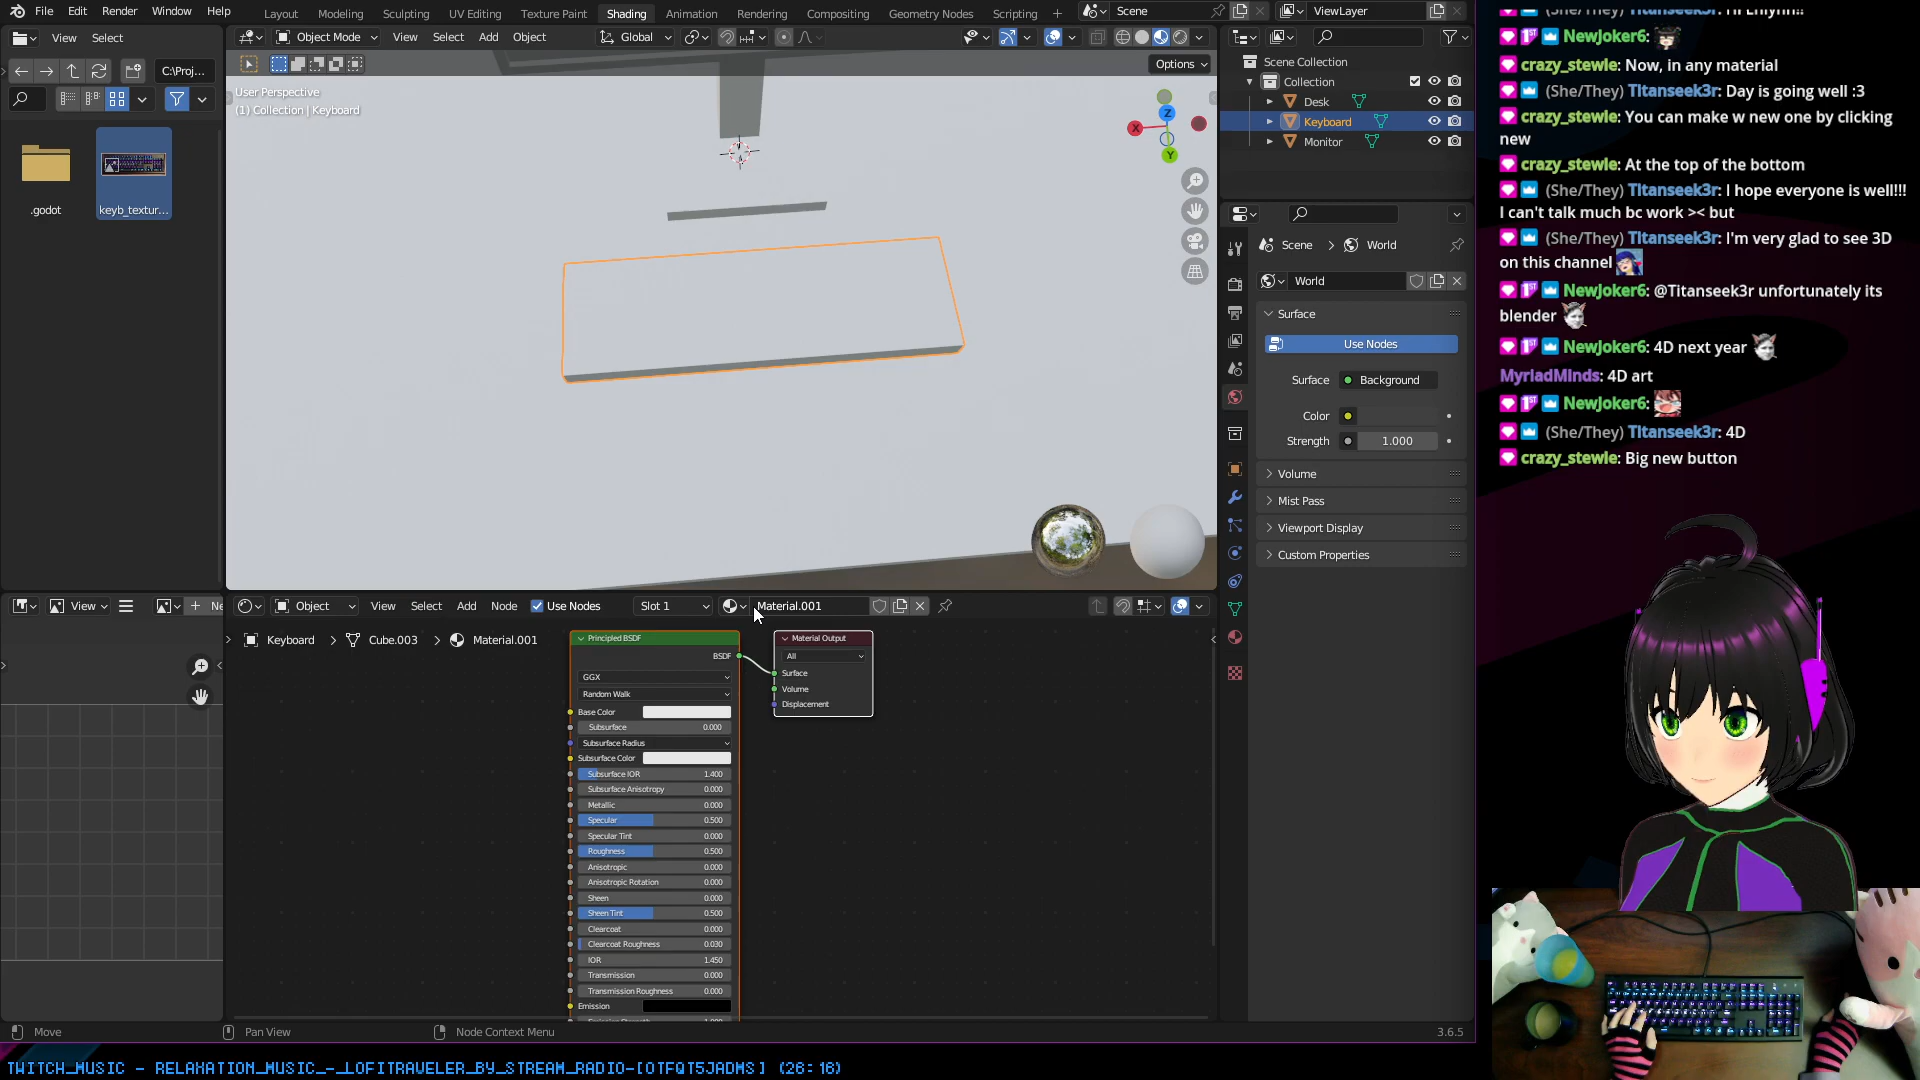 File Edit Render Window Help
Layout Modeling Sculpting UV Editing Texture Paint Shading Animation Rendering Compositing Geometry Nodes Scripting +
Scene
ViewLayer
View Select
Object Mode View Select Add Object
Global
C:\Proj...
Options
User Perspective
(1) Collection | Keyboard
X
Z
Y
.godot
keyb_textur...
Scene Collection
Collection
Desk
Keyboard
Monitor
Scene > World
World
Surface
Use Nodes
Surface Background
Color
Strength 1.000
Volume
Mist Pass
Viewport Display
Custom Properties
View
+ Ne
Object View Select Add Node Use Nodes Slot 1 Material.001
Keyboard > Cube.003 > Material.001
Principled BSDF
BSDF
GGX
Random Walk
Base Color
Subsurface 0.000
Subsurface Radius
Subsurface Color
Subsurface IOR 1.400
Subsurface Anisotropy 0.000
Metallic 0.000
Specular 0.500
Specular Tint 0.000
Roughness 0.500
Anisotropic 0.000
Anisotropic Rotation 0.000
Sheen 0.000
Sheen Tint 0.500
Clearcoat 0.000
Clearcoat Roughness 0.030
IOR 1.450
Transmission 0.000
Transmission Roughness 0.000
Emission
Material Output
All
Surface
Volume
Displacement
Move
Pan View
Node Context Menu
3.6.5
TWITCH_MUSIC - RELAXATION_MUSIC_-_LOFITRAVELER_BY_STREAM_RADIO-[OTFQT5JADMS] (26:16)
NewJoker6:
crazy_stewie: Now, in any material
(She/They) Titanseek3r: Day is going well :3
crazy_stewie: You can make w new one by clicking
new
crazy_stewie: At the top of the bottom
(She/They) Titanseek3r: I hope everyone is well!!!
I can't talk much bc work >< but
(She/They) Titanseek3r: I'm very glad to see 3D
on this channel
NewJoker6: @Titanseek3r unfortunately its
blender
NewJoker6: 4D next year
MyriadMinds: 4D art
NewJoker6:
(She/They) Titanseek3r: 4D
crazy_stewie: Big new button